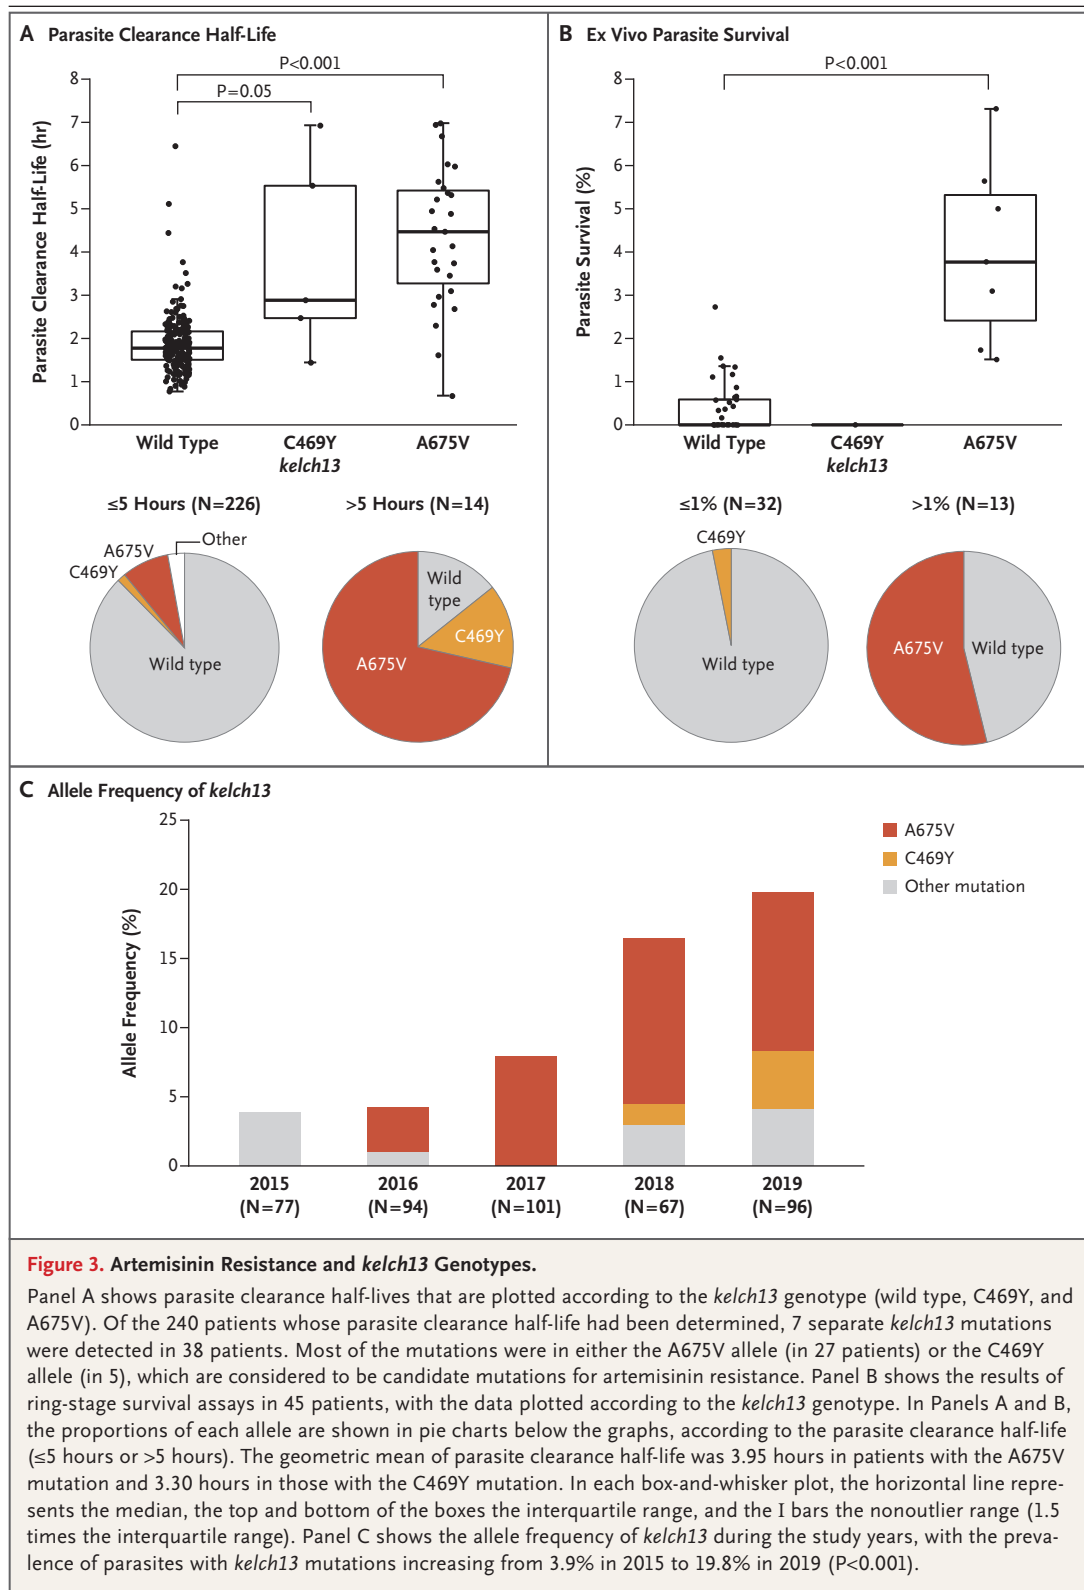 A Parasite Clearance Half-Life
P<0.001
P=0.05
Parasite Clearance Half-Life (hr)
8
7
6
5
4
3
2
1
0
Wild Type
C469Y
A675V
kelch13
≤5 Hours (N=226)
>5 Hours (N=14)
Other
A675V
C469Y
Wild type
Wild
type
C469Y
A675V
B Ex Vivo Parasite Survival
P<0.001
Parasite Survival (%)
8
7
6
5
4
3
2
1
0
Wild Type
C469Y
A675V
kelch13
≤1% (N=32)
>1% (N=13)
C469Y
Wild type
A675V
Wild type
C Allele Frequency of kelch13
Allele Frequency (%)
25
20
15
10
5
0
2015
(N=77)
2016
(N=94)
2017
(N=101)
2018
(N=67)
2019
(N=96)
A675V
C469Y
Other mutation
Figure 3. Artemisinin Resistance and kelch13 Genotypes.
Panel A shows parasite clearance half-lives that are plotted according to the kelch13 genotype (wild type, C469Y, and
A675V). Of the 240 patients whose parasite clearance half-life had been determined, 7 separate kelch13 mutations
were detected in 38 patients. Most of the mutations were in either the A675V allele (in 27 patients) or the C469Y
allele (in 5), which are considered to be candidate mutations for artemisinin resistance. Panel B shows the results of
ring-stage survival assays in 45 patients, with the data plotted according to the kelch13 genotype. In Panels A and B,
the proportions of each allele are shown in pie charts below the graphs, according to the parasite clearance half-life
(≤5 hours or >5 hours). The geometric mean of parasite clearance half-life was 3.95 hours in patients with the A675V
mutation and 3.30 hours in those with the C469Y mutation. In each box-and-whisker plot, the horizontal line repre-
sents the median, the top and bottom of the boxes the interquartile range, and the I bars the nonoutlier range (1.5
times the interquartile range). Panel C shows the allele frequency of kelch13 during the study years, with the preva-
lence of parasites with kelch13 mutations increasing from 3.9% in 2015 to 19.8% in 2019 (P<0.001).